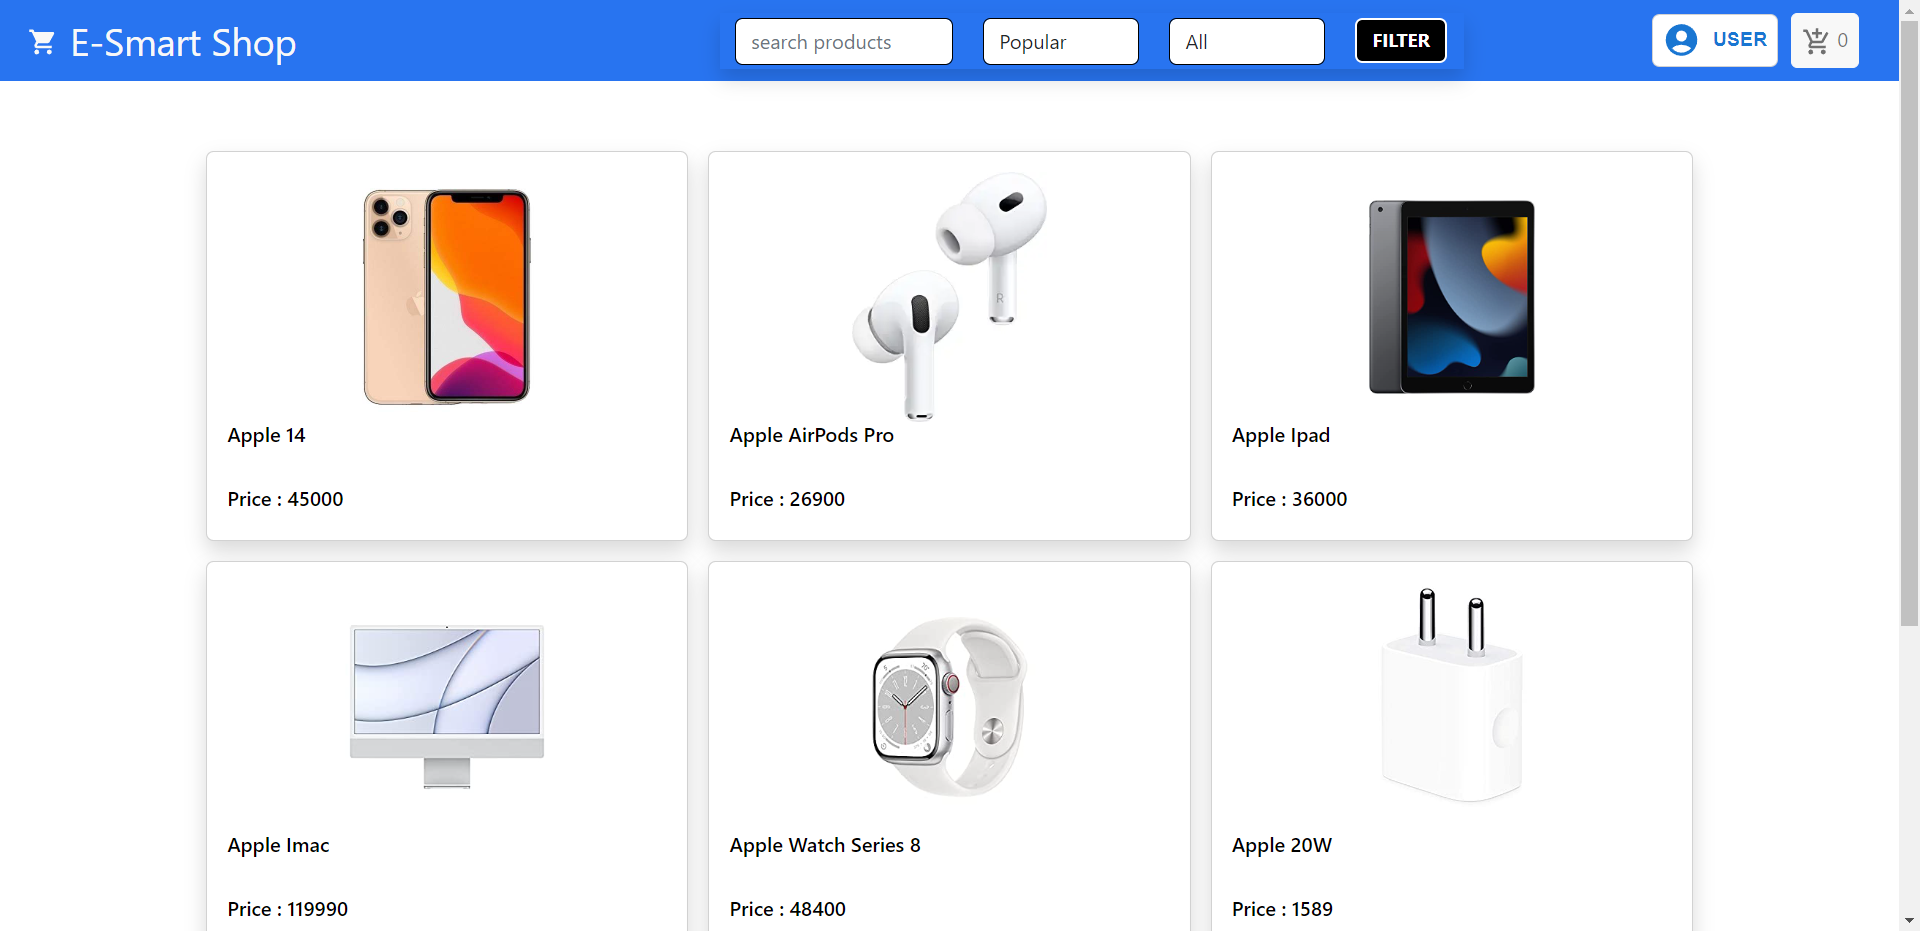 E-Smart Shop
search products
Popular
All
FILTER
USER
0
R
Apple 14
Price : 45000
Apple AirPods Pro
Price : 26900
Apple Ipad
Price : 36000
Apple Imac
Price : 119990
Apple Watch Series 8
Price : 48400
Apple 20W
Price : 1589